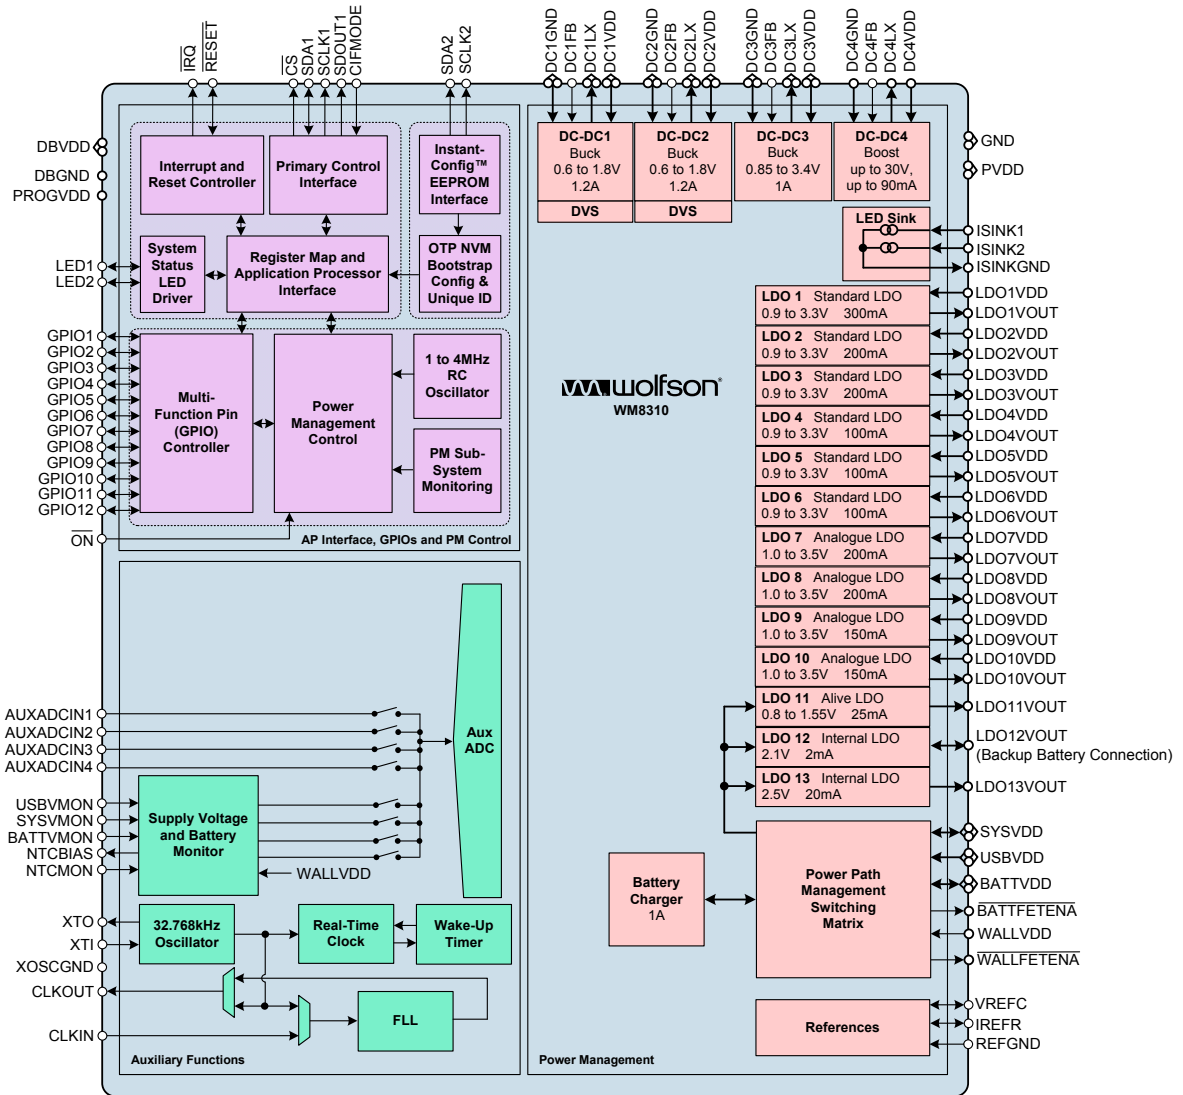 IRQ
RESET
CS
SDA1
SCLK1
SDOUT1
CIFMODE
SDA2
SCLK2
DC1GND
DC1FB
DC1LX
DC1VDD
DC2GND
DC2FB
DC2LX
DC2VDD
DC3GND
DC3FB
DC3LX
DC3VDD
DC4GND
DC4FB
DC4LX
DC4VDD
DBVDD
DBGND
PROGVDD
LED1
LED2
GPIO1
GPIO2
GPIO3
GPIO4
GPIO5
GPIO6
GPIO7
GPIO8
GPIO9
GPIO10
GPIO11
GPIO12
ON
Interrupt and
Reset Controller
Primary Control
Interface
Instant-
Config™
EEPROM
Interface
System
Status
LED
Driver
Register Map and
Application Processor
Interface
OTP NVM
Bootstrap
Config &
Unique ID
Multi-
Function Pin
(GPIO)
Controller
Power
Management
Control
1 to 4MHz
RC
Oscillator
PM Sub-
System
Monitoring
AP Interface, GPIOs and PM Control
AUXADCIN1
AUXADCIN2
AUXADCIN3
AUXADCIN4
USBVMON
SYSVMON
BATTVMON
NTCBIAS
NTCMON
XTO
XTI
XOSCGND
CLKOUT
CLKIN
Aux
ADC
Supply Voltage
and Battery
Monitor
WALLVDD
32.768kHz
Oscillator
Real-Time
Clock
Wake-Up
Timer
FLL
Auxiliary Functions
DC-DC1
Buck
0.6 to 1.8V
1.2A
DVS
DC-DC2
Buck
0.6 to 1.8V
1.2A
DVS
DC-DC3
Buck
0.85 to 3.4V
1A
DC-DC4
Boost
up to 30V,
up to 90mA
LED Sink
wolfson®
WM8310
LDO 1 Standard LDO
0.9 to 3.3V 300mA
LDO 2 Standard LDO
0.9 to 3.3V 200mA
LDO 3 Standard LDO
0.9 to 3.3V 200mA
LDO 4 Standard LDO
0.9 to 3.3V 100mA
LDO 5 Standard LDO
0.9 to 3.3V 100mA
LDO 6 Standard LDO
0.9 to 3.3V 100mA
LDO 7 Analogue LDO
1.0 to 3.5V 200mA
LDO 8 Analogue LDO
1.0 to 3.5V 200mA
LDO 9 Analogue LDO
1.0 to 3.5V 150mA
LDO 10 Analogue LDO
1.0 to 3.5V 150mA
LDO 11 Alive LDO
0.8 to 1.55V 25mA
LDO 12 Internal LDO
2.1V 2mA
LDO 13 Internal LDO
2.5V 20mA
Battery
Charger
1A
Power Path
Management
Switching
Matrix
References
Power Management
GND
PVDD
ISINK1
ISINK2
ISINKGND
LDO1VDD
LDO1VOUT
LDO2VDD
LDO2VOUT
LDO3VDD
LDO3VOUT
LDO4VDD
LDO4VOUT
LDO5VDD
LDO5VOUT
LDO6VDD
LDO6VOUT
LDO7VDD
LDO7VOUT
LDO8VDD
LDO8VOUT
LDO9VDD
LDO9VOUT
LDO10VDD
LDO10VOUT
LDO11VOUT
LDO12VOUT
(Backup Battery Connection)
LDO13VOUT
SYSVDD
USBVDD
BATTVDD
BATTFETENA
WALLVDD
WALLFETENA
VREFC
IREFR
REFGND